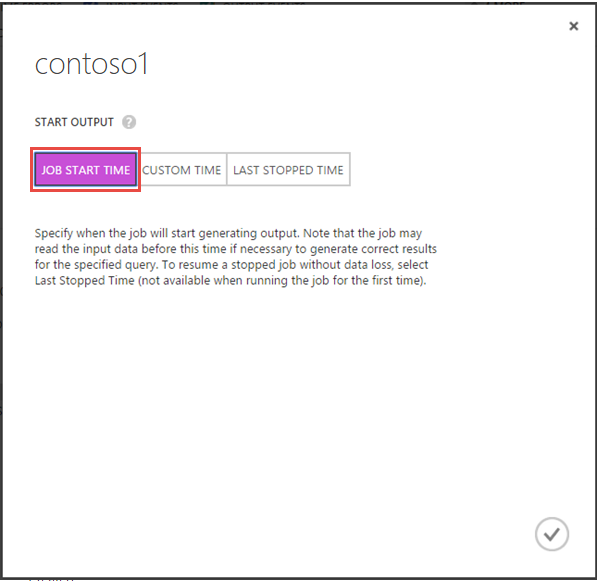 contoso1
START OUTPUT ?
JOB START TIME CUSTOM TIME LAST STOPPED TIME
Specify when the job will start generating output. Note that the job may
read the input data before this time if necessary to generate correct results
for the specified query. To resume a stopped job without data loss, select
Last Stopped Time (not available when running the job for the first time).